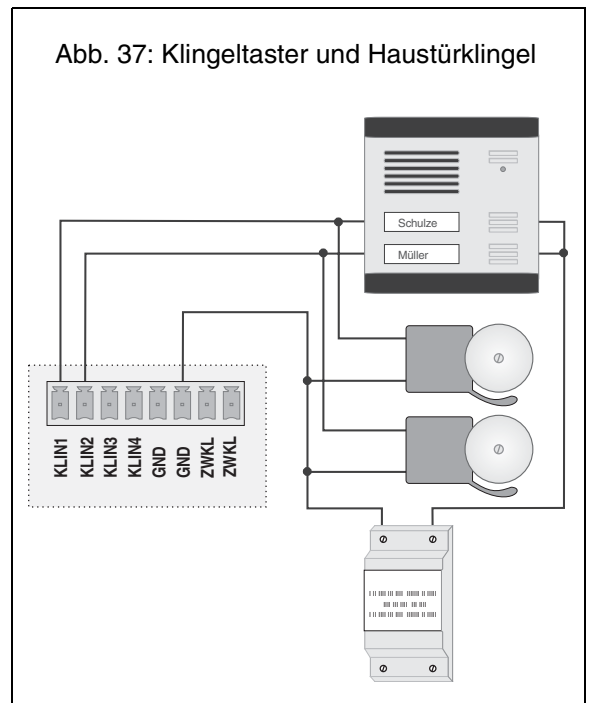 Abb. 37: Klingeltaster und Haustürklingel
Schulze
Müller
KLIN1
KLIN2
KLIN3
KLIN4
GND
GND
ZWKL
ZWKL